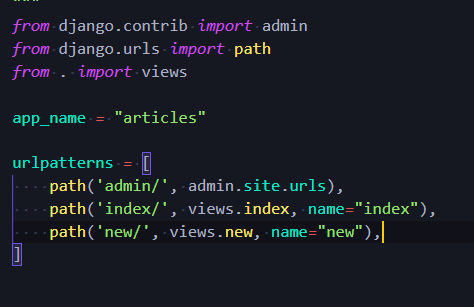 from django.contrib import admin
from django.urls import path
from . import views
app_name = "articles"
urlpatterns = [
    path('admin/', admin.site.urls),
    path('index/', views.index, name="index"),
    path('new/', views.new, name="new"),
]